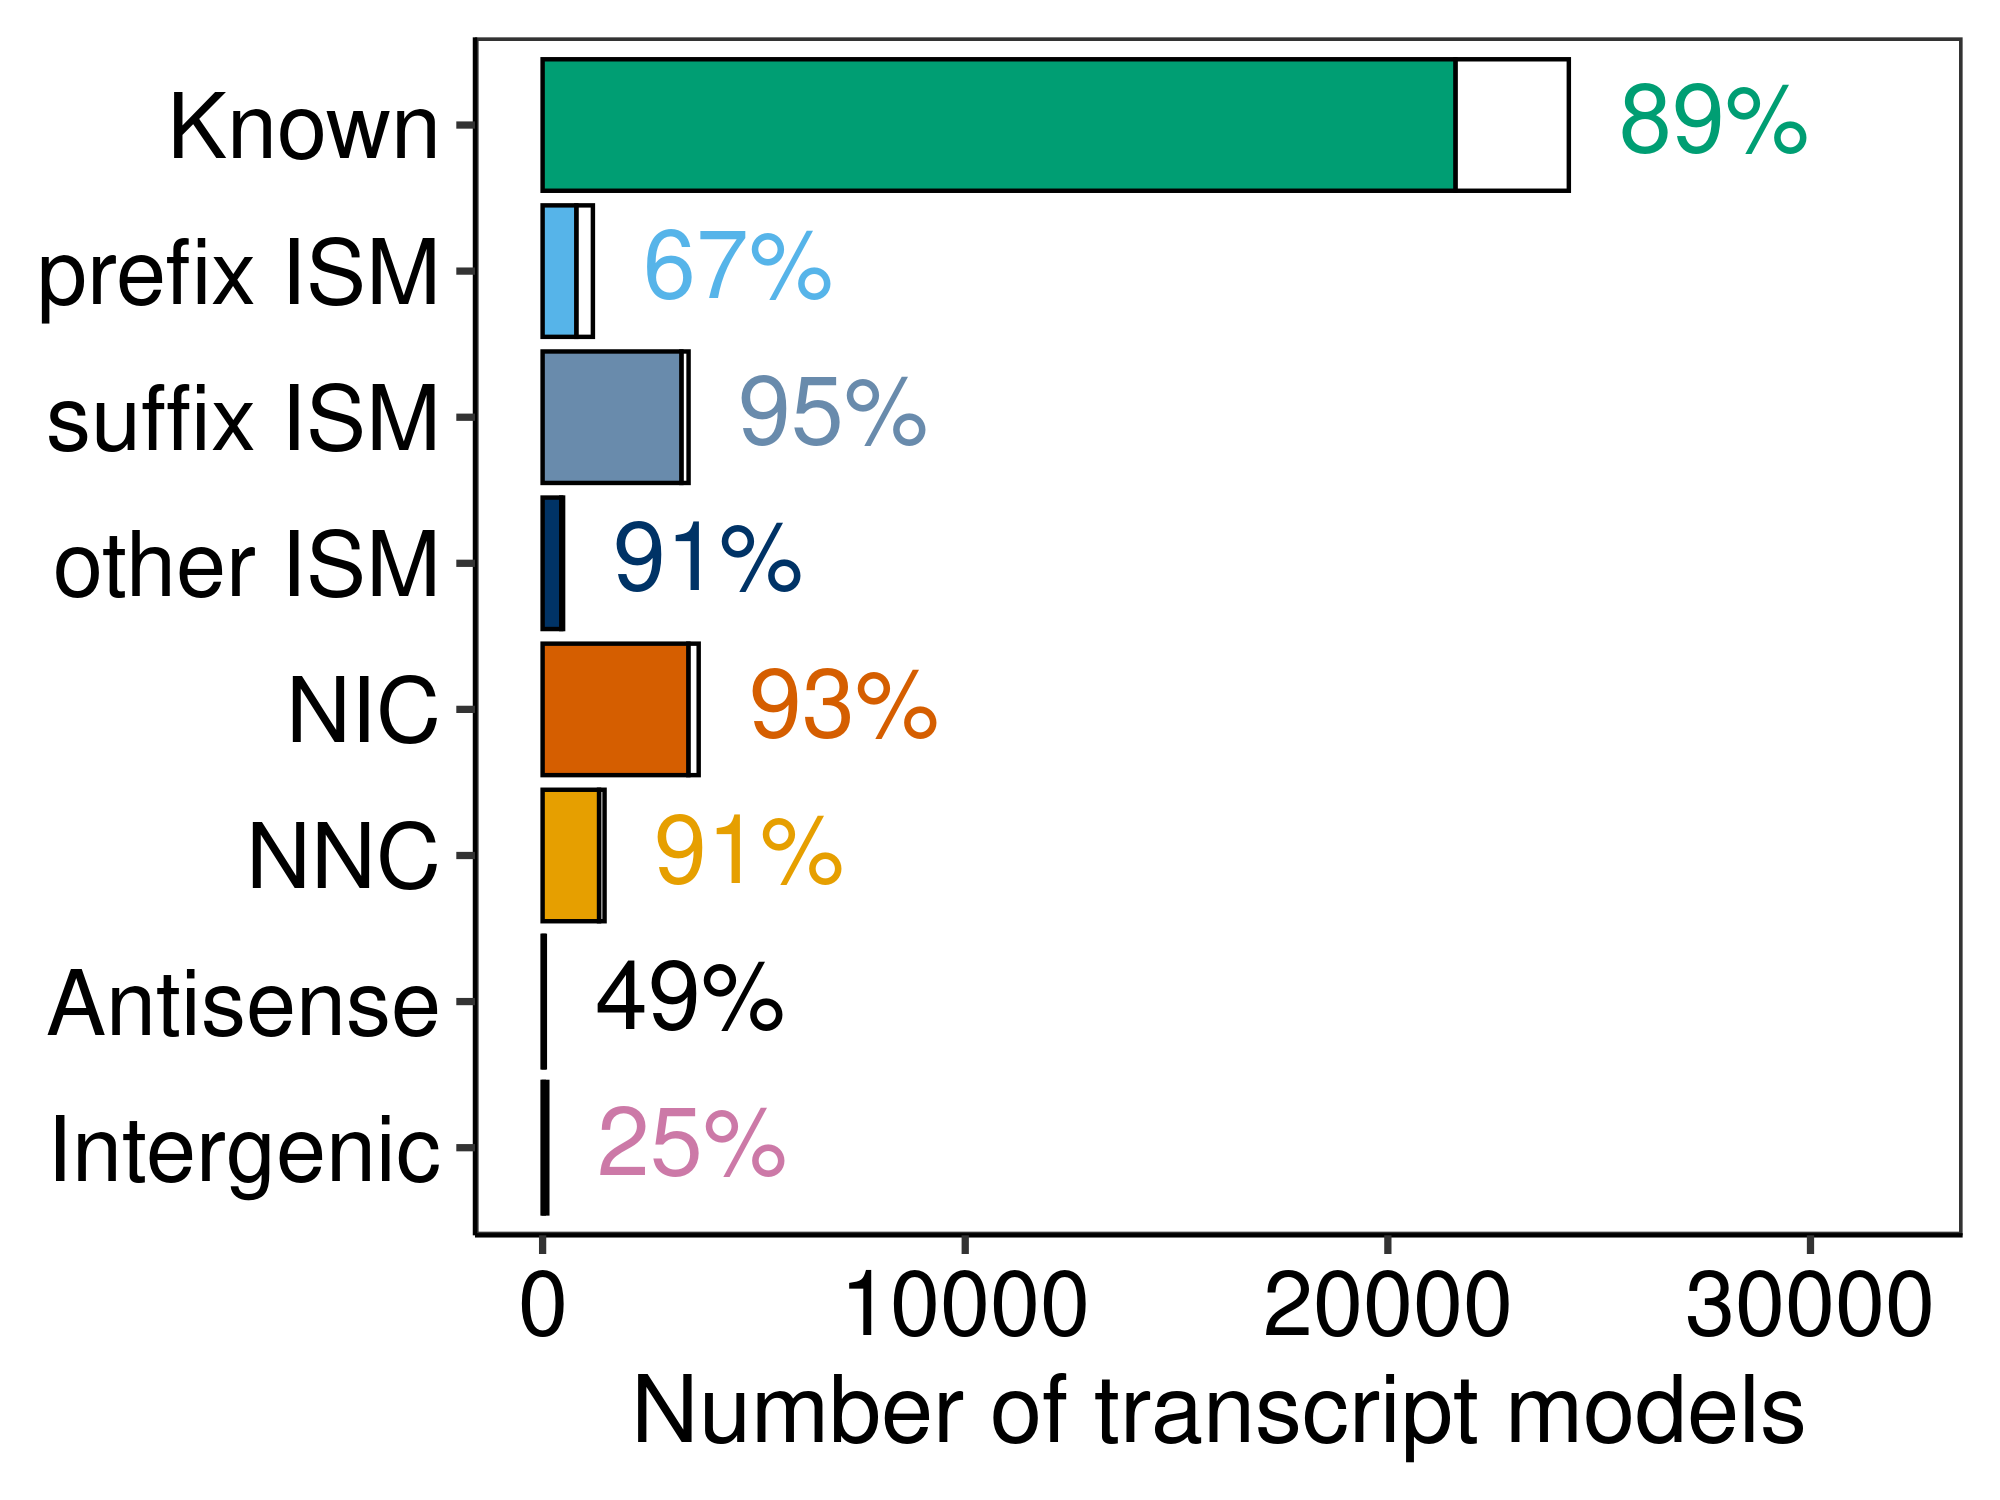 Known 89%
prefix ISM 67%
suffix ISM 95%
other ISM 91%
NIC 93%
NNC 91%
Antisense 49%
Intergenic 25%
0 10000 20000 30000
Number of transcript models